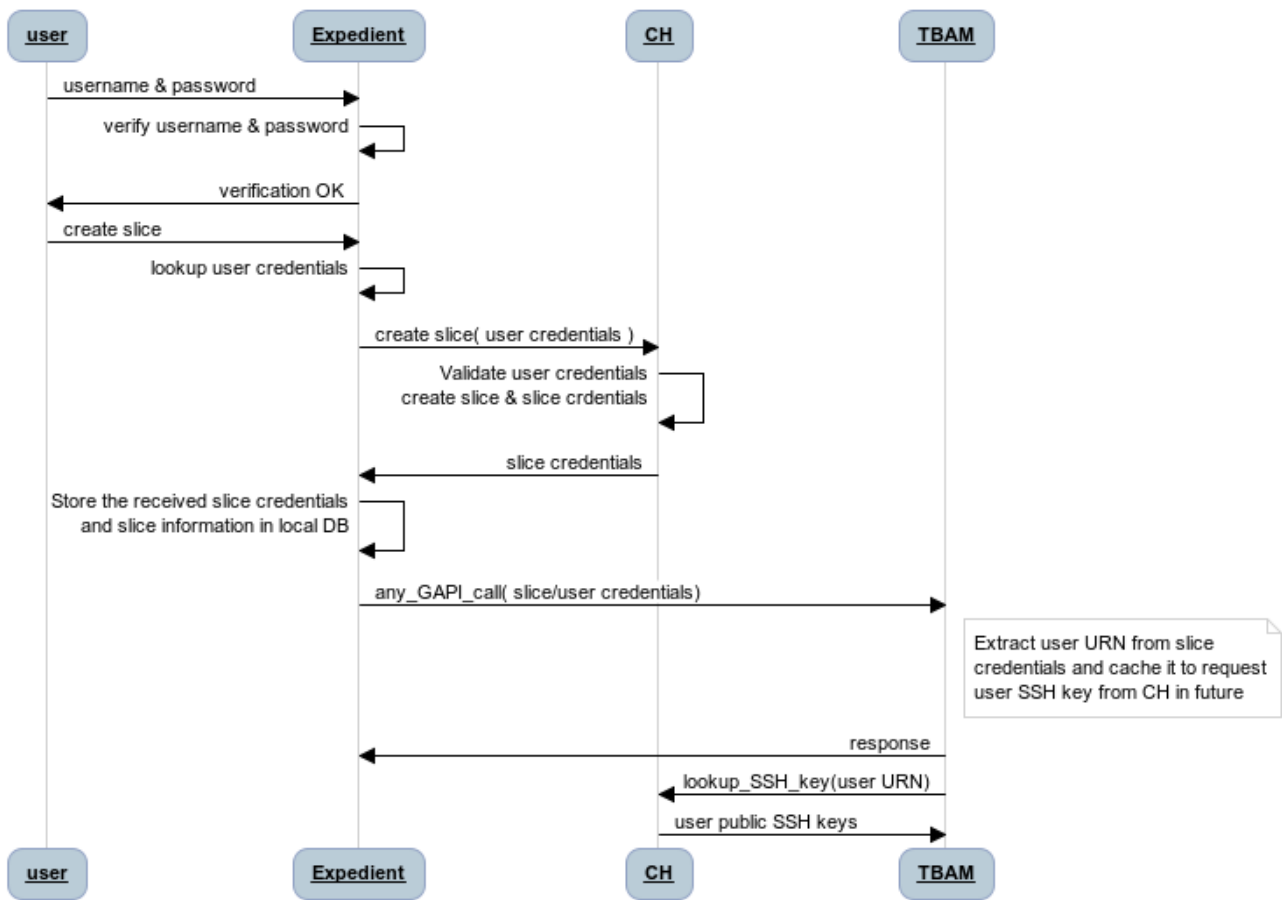 user
Expedient
CH
TBAM
username & password
verify username & password
verification OK
create slice
lookup user credentials
create slice( user credentials )
Validate user credentials
create slice & slice crdentials
slice credentials
Store the received slice credentials
and slice information in local DB
any_GAPI_call( slice/user credentials)
Extract user URN from slice
credentials and cache it to request
user SSH key from CH in future
response
lookup_SSH_key(user URN)
user public SSH keys
user
Expedient
CH
TBAM